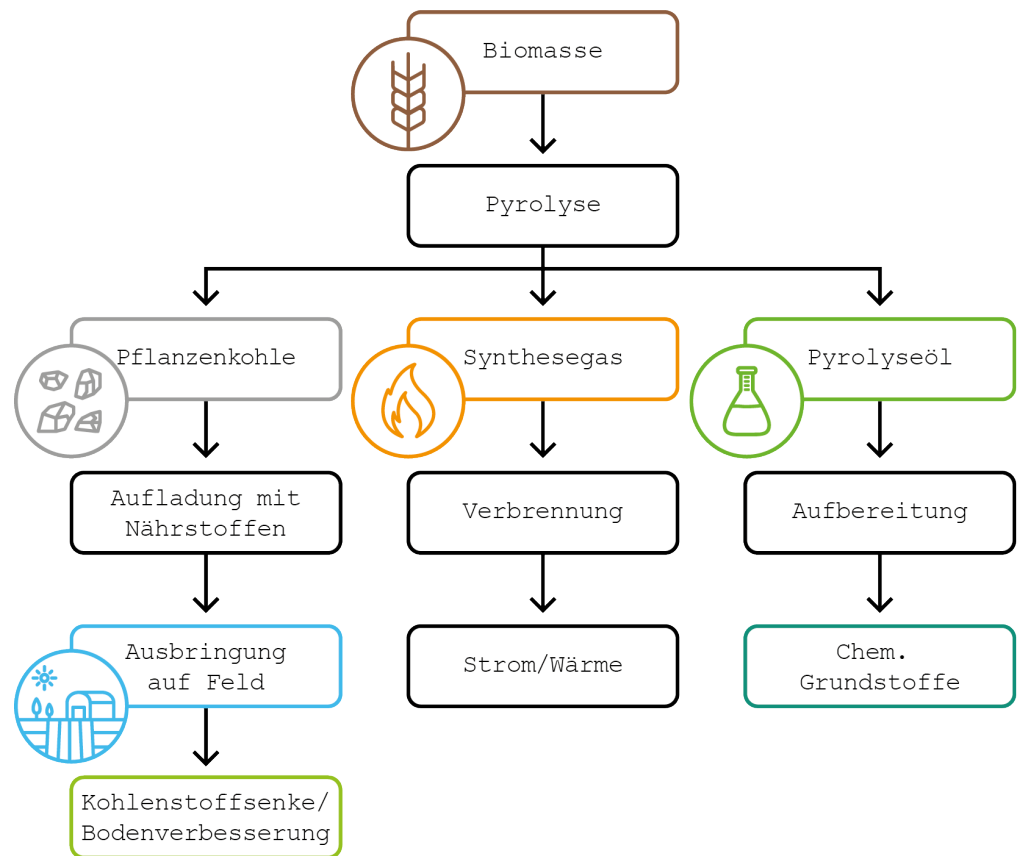 Biomasse
Pyrolyse
Pflanzenkohle
Synthesegas
Pyrolyseöl
Aufladung mit
Nährstoffen
Verbrennung
Aufbereitung
Ausbringung
auf Feld
Strom/Wärme
Chem.
Grundstoffe
Kohlenstoffsenke/
Bodenverbesserung